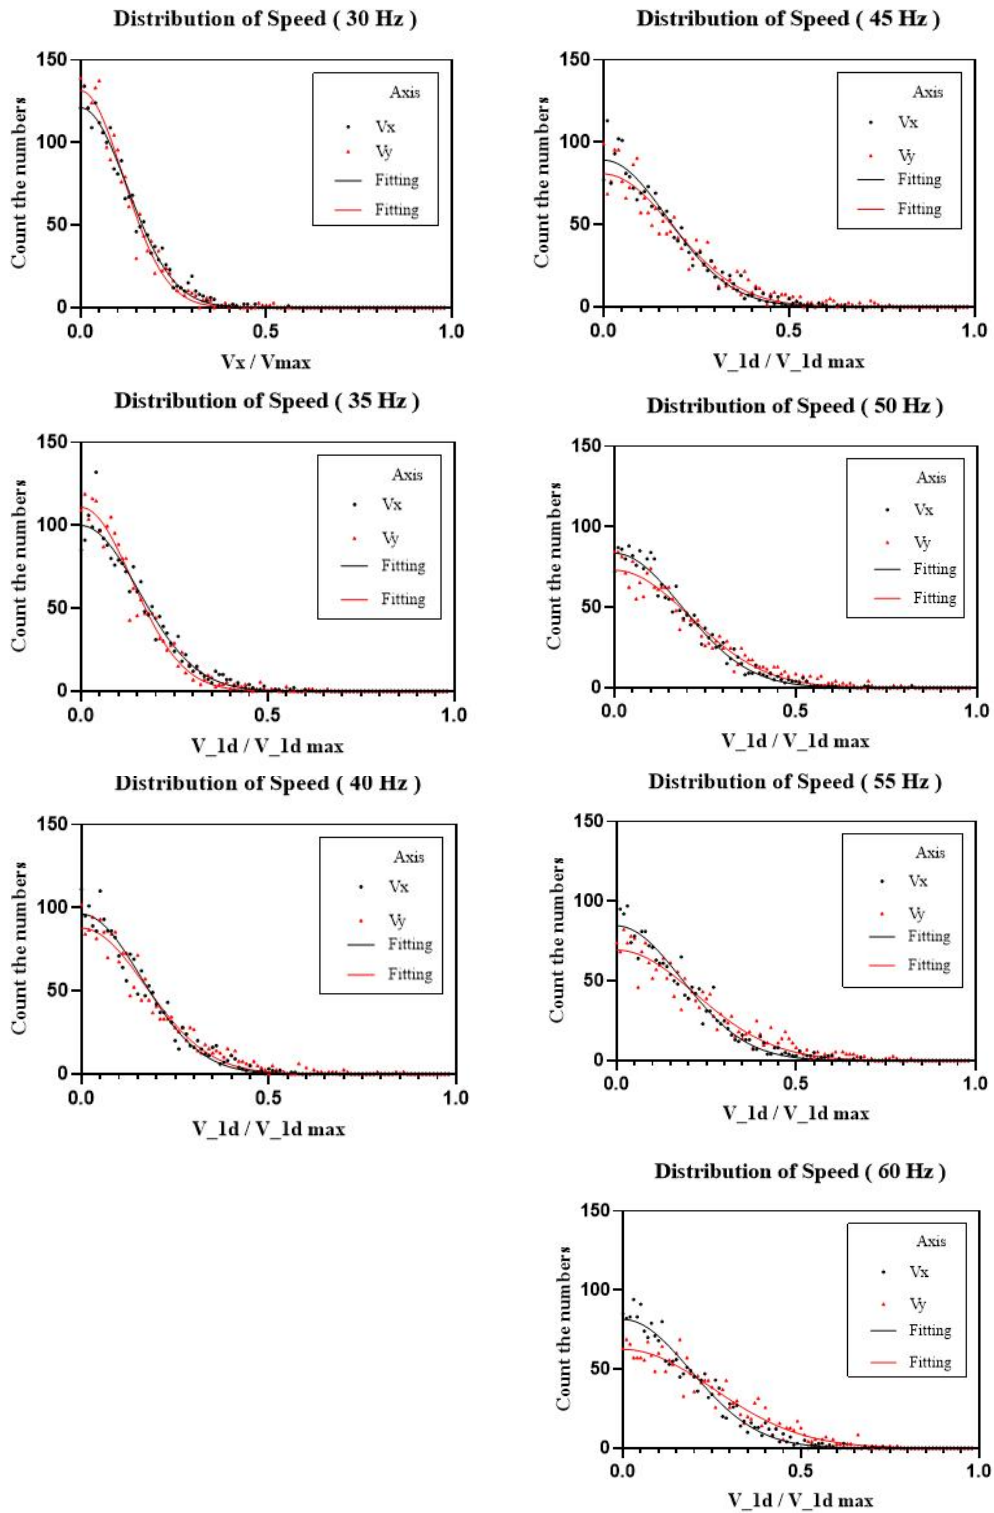 Distribution of Speed ( 30 Hz )
Count the numbers
150
100
50
0
0.0
0.5
1.0
Vx / Vmax
Axis
Vx
Vy
Fitting
Fitting
Distribution of Speed ( 45 Hz )
Count the numbers
150
100
50
0
0.0
0.5
1.0
V_1d / V_1d max
Axis
Vx
Vy
Fitting
Fitting
Distribution of Speed ( 35 Hz )
Count the numbers
150
100
50
0
0.0
0.5
1.0
V_1d / V_1d max
Axis
Vx
Vy
Fitting
Fitting
Distribution of Speed ( 50 Hz )
Count the numbers
150
100
50
0
0.0
0.5
1.0
V_1d / V_1d max
Axis
Vx
Vy
Fitting
Fitting
Distribution of Speed ( 40 Hz )
Count the numbers
150
100
50
0
0.0
0.5
1.0
V_1d / V_1d max
Axis
Vx
Vy
Fitting
Fitting
Distribution of Speed ( 55 Hz )
Count the numbers
150
100
50
0
0.0
0.5
1.0
V_1d / V_1d max
Axis
Vx
Vy
Fitting
Fitting
Distribution of Speed ( 60 Hz )
Count the numbers
150
100
50
0
0.0
0.5
1.0
V_1d / V_1d max
Axis
Vx
Vy
Fitting
Fitting